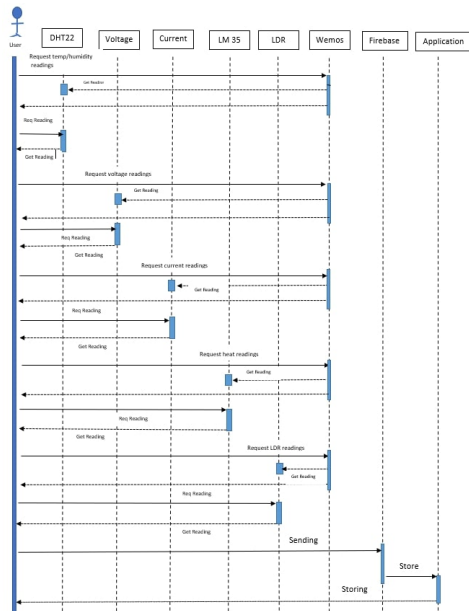 User
DHT22
Voltage
Current
LM 35
LDR
Wemos
Firebase
Application
Request temp/humidity
readings
Get Readin
Req Reading
Get Reading
Request voltage readings
Get Reading
Req Reading
Get Reading
Request current readings
Get Reading
Req Reading
Get Reading
Request heat readings
Get Reading
Req Reading
Get Reading
Request LDR readings
Get Reading
Req Reading
Get Reading
Sending
Store
Storing